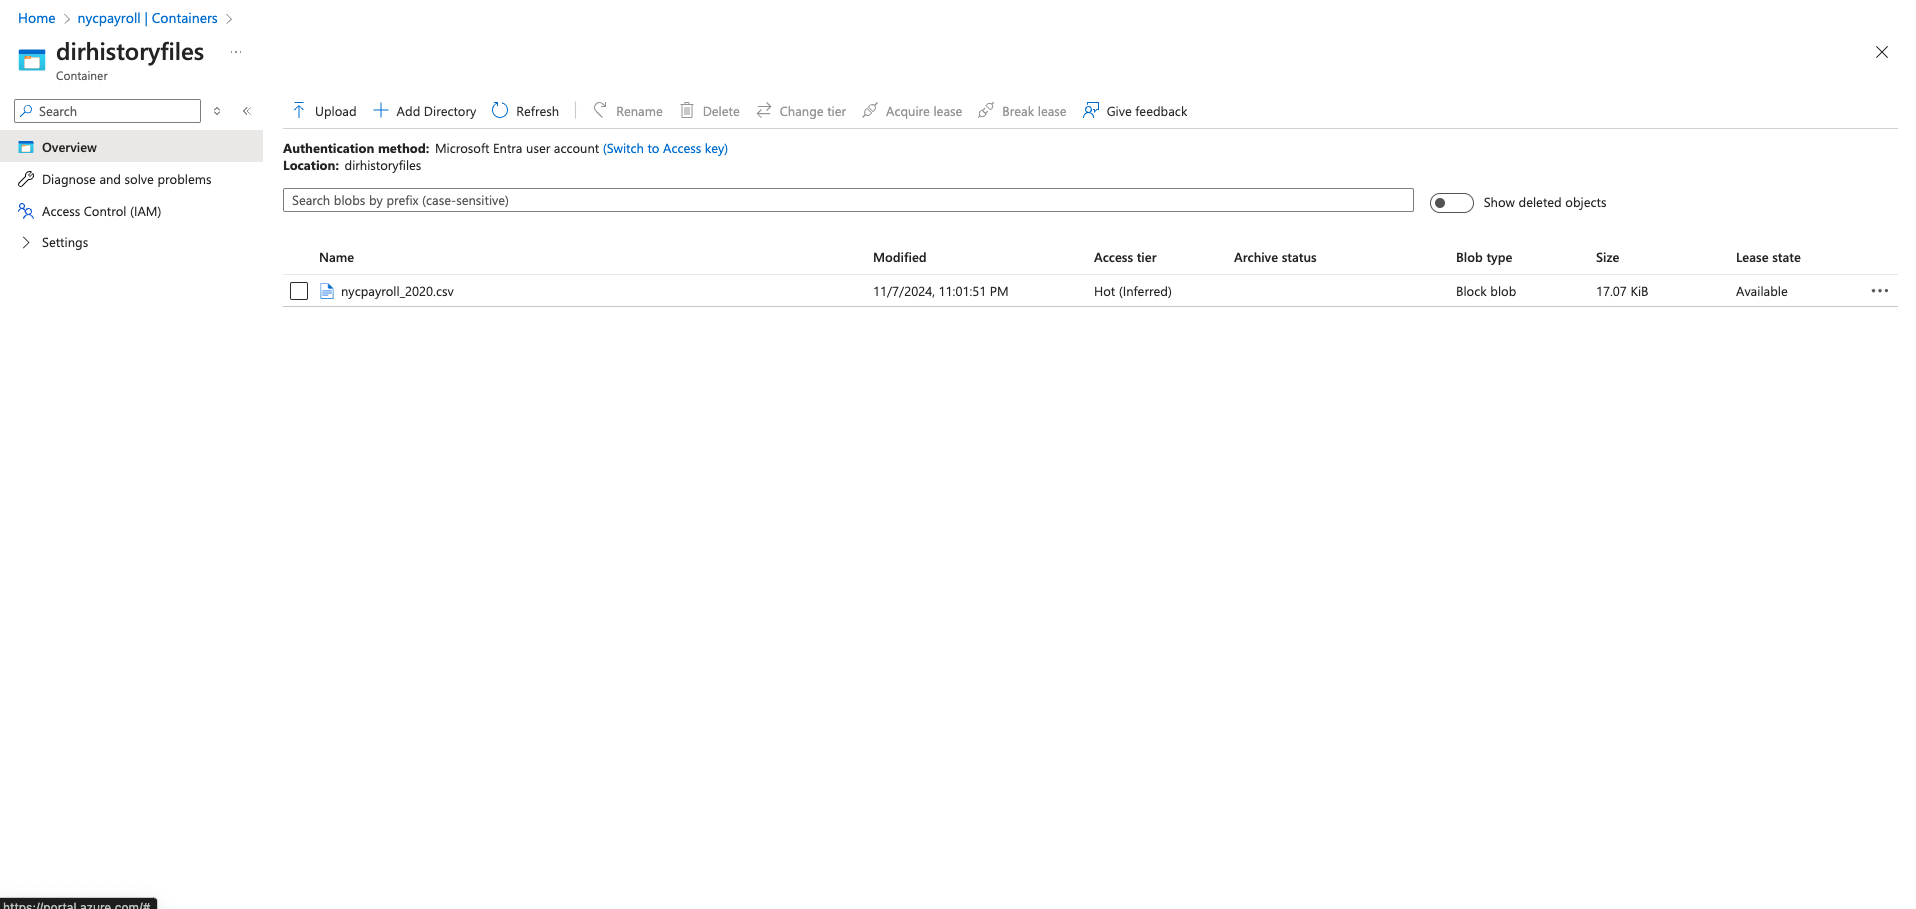 Home > nycpayroll | Containers >
dirhistoryfiles ...
Container
Search
Upload Add Directory Refresh Rename Delete Change tier Acquire lease Break lease Give feedback
Overview
Diagnose and solve problems
Access Control (IAM)
Settings
Authentication method: Microsoft Entra user account (Switch to Access key)
Location: dirhistoryfiles
Search blobs by prefix (case-sensitive)
Show deleted objects
Name Modified Access tier Archive status Blob type Size Lease state
nycpayroll_2020.csv 11/7/2024, 11:01:51 PM Hot (Inferred) Block blob 17.07 KiB Available ...
https://portal.azure.com/#